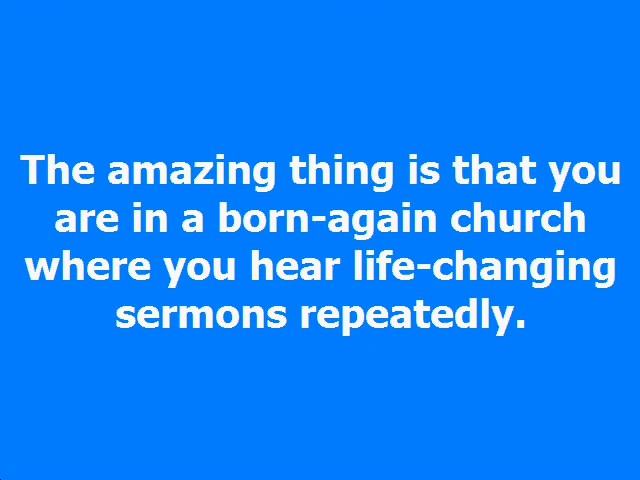 The amazing thing is that you
are in a born-again church
where you hear life-changing
sermons repeatedly.